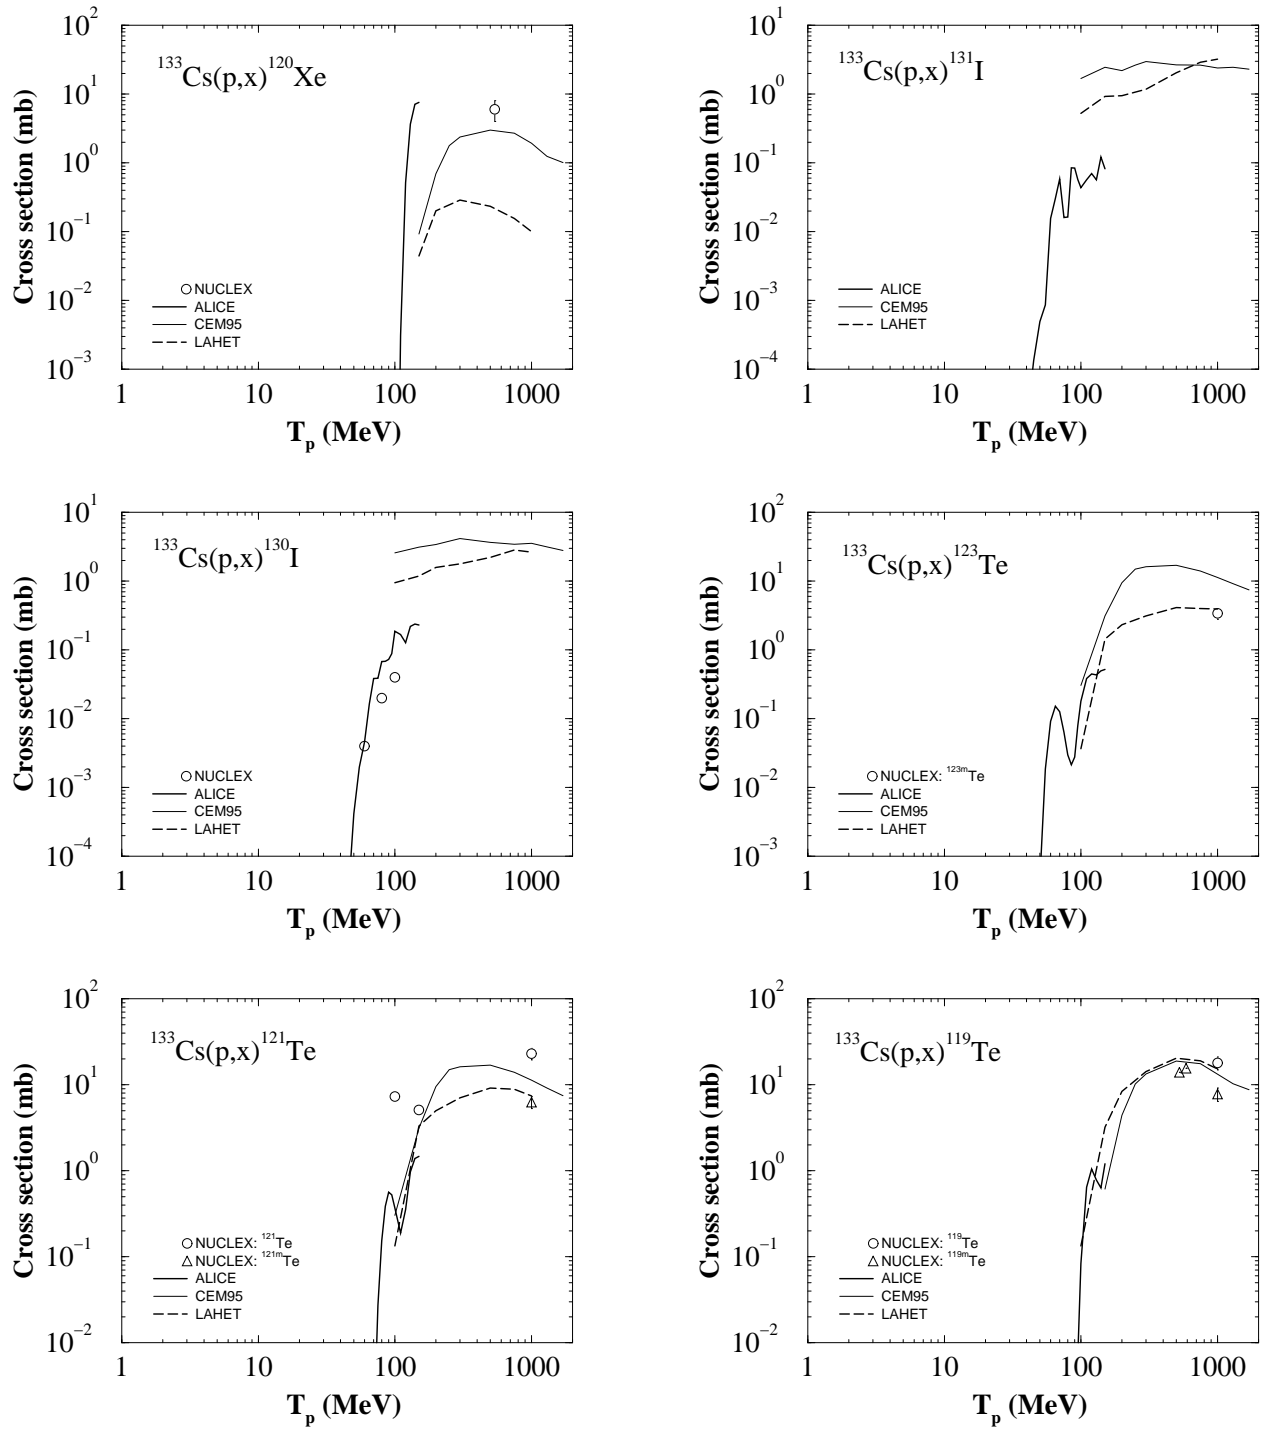 133Cs(p,x)120Xe
Cross section (mb)
10^2
10^1
10^0
10^-1
10^-2
10^-3
NUCLEX
ALICE
CEM95
LAHET
1 10 100 1000
T_p (MeV)
133Cs(p,x)131I
Cross section (mb)
10^1
10^0
10^-1
10^-2
10^-3
10^-4
ALICE
CEM95
LAHET
1 10 100 1000
T_p (MeV)
133Cs(p,x)130I
Cross section (mb)
10^1
10^0
10^-1
10^-2
10^-3
10^-4
NUCLEX
ALICE
CEM95
LAHET
1 10 100 1000
T_p (MeV)
133Cs(p,x)123Te
Cross section (mb)
10^2
10^1
10^0
10^-1
10^-2
10^-3
NUCLEX: 123mTe
ALICE
CEM95
LAHET
1 10 100 1000
T_p (MeV)
133Cs(p,x)121Te
Cross section (mb)
10^2
10^1
10^0
10^-1
10^-2
NUCLEX: 121Te
NUCLEX: 121mTe
ALICE
CEM95
LAHET
1 10 100 1000
T_p (MeV)
133Cs(p,x)119Te
Cross section (mb)
10^2
10^1
10^0
10^-1
10^-2
NUCLEX: 119Te
NUCLEX: 119mTe
ALICE
CEM95
LAHET
1 10 100 1000
T_p (MeV)